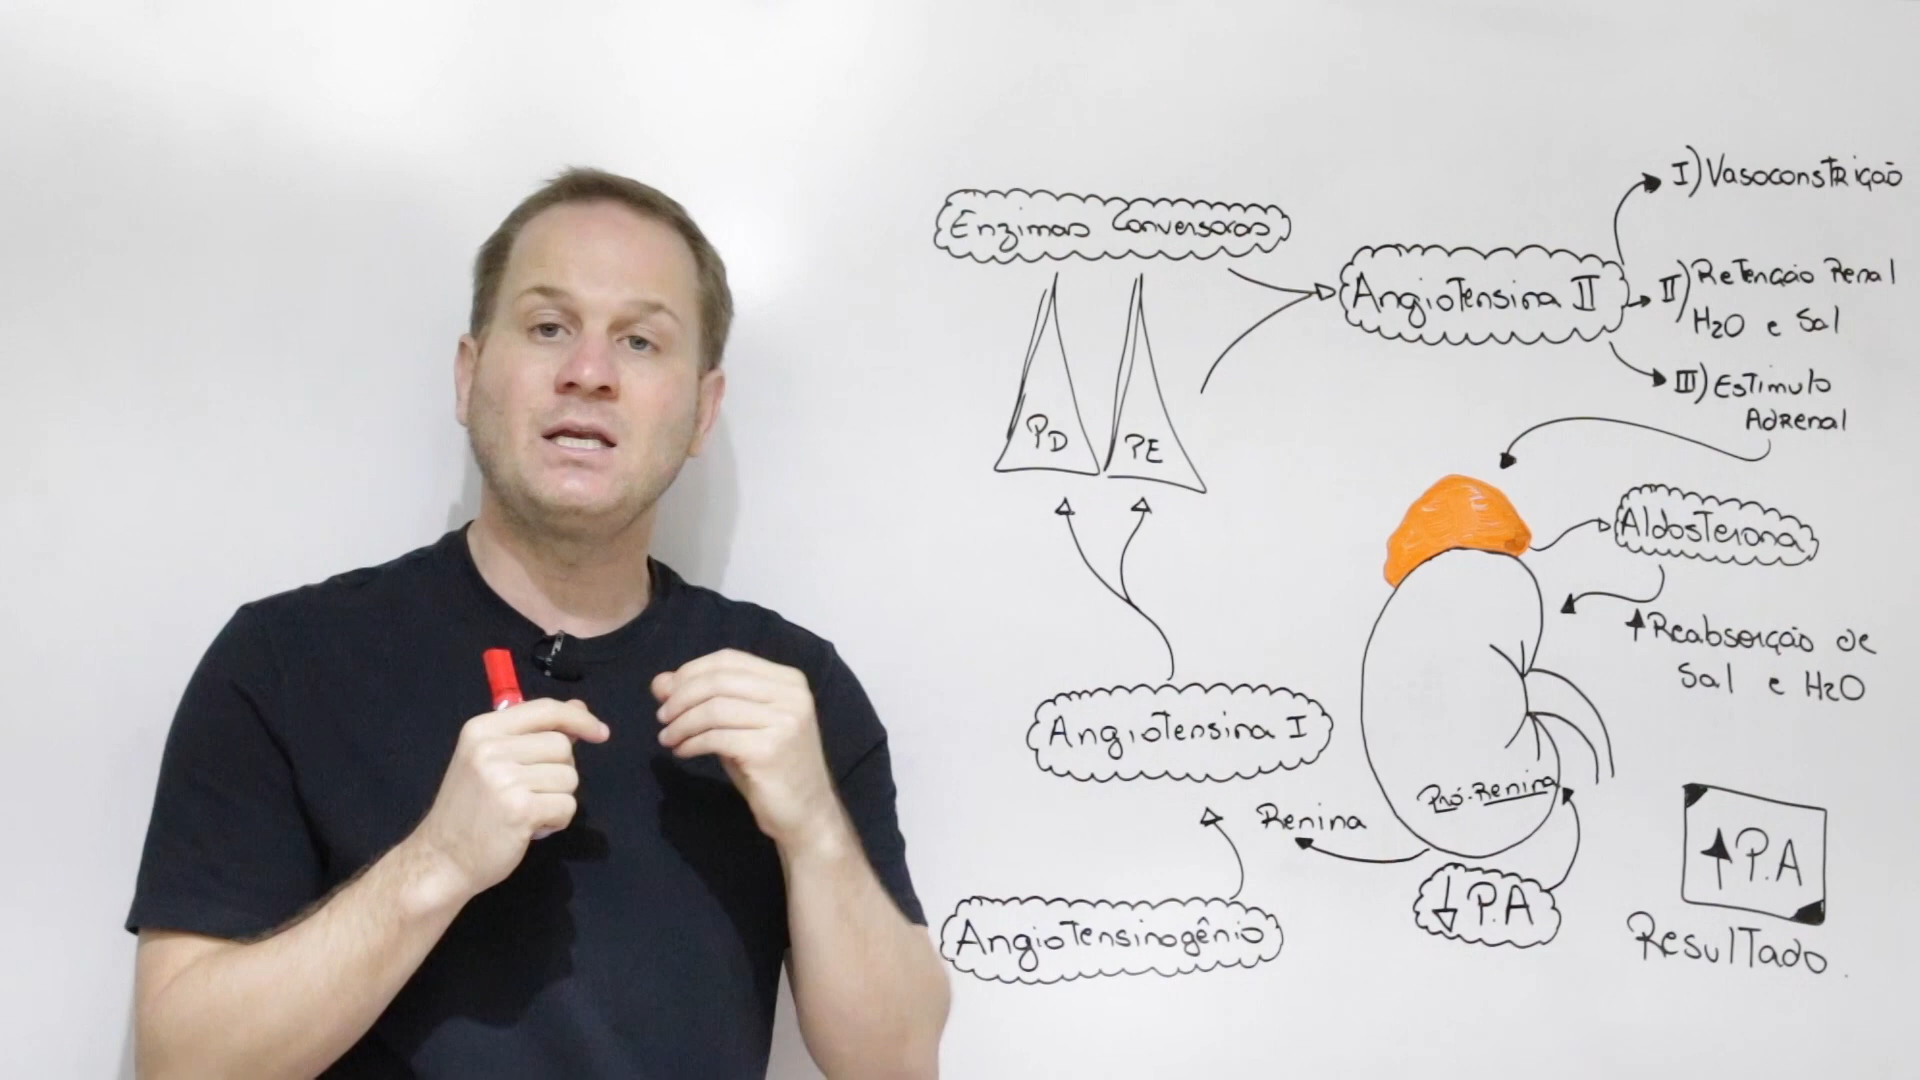 Enzimas Conversoras
Angiotensina II
I) Vasoconstrição
II) Retenção Renal
H2O e Sal
III) Estímulo
Adrenal
PD
PE
Aldosterona
↑ Reabsorção de
Sal e H2O
Angiotensina I
Renina
Pró-Renina
↓ P.A
Angiotensinogênio
↑ P.A
Resultado.